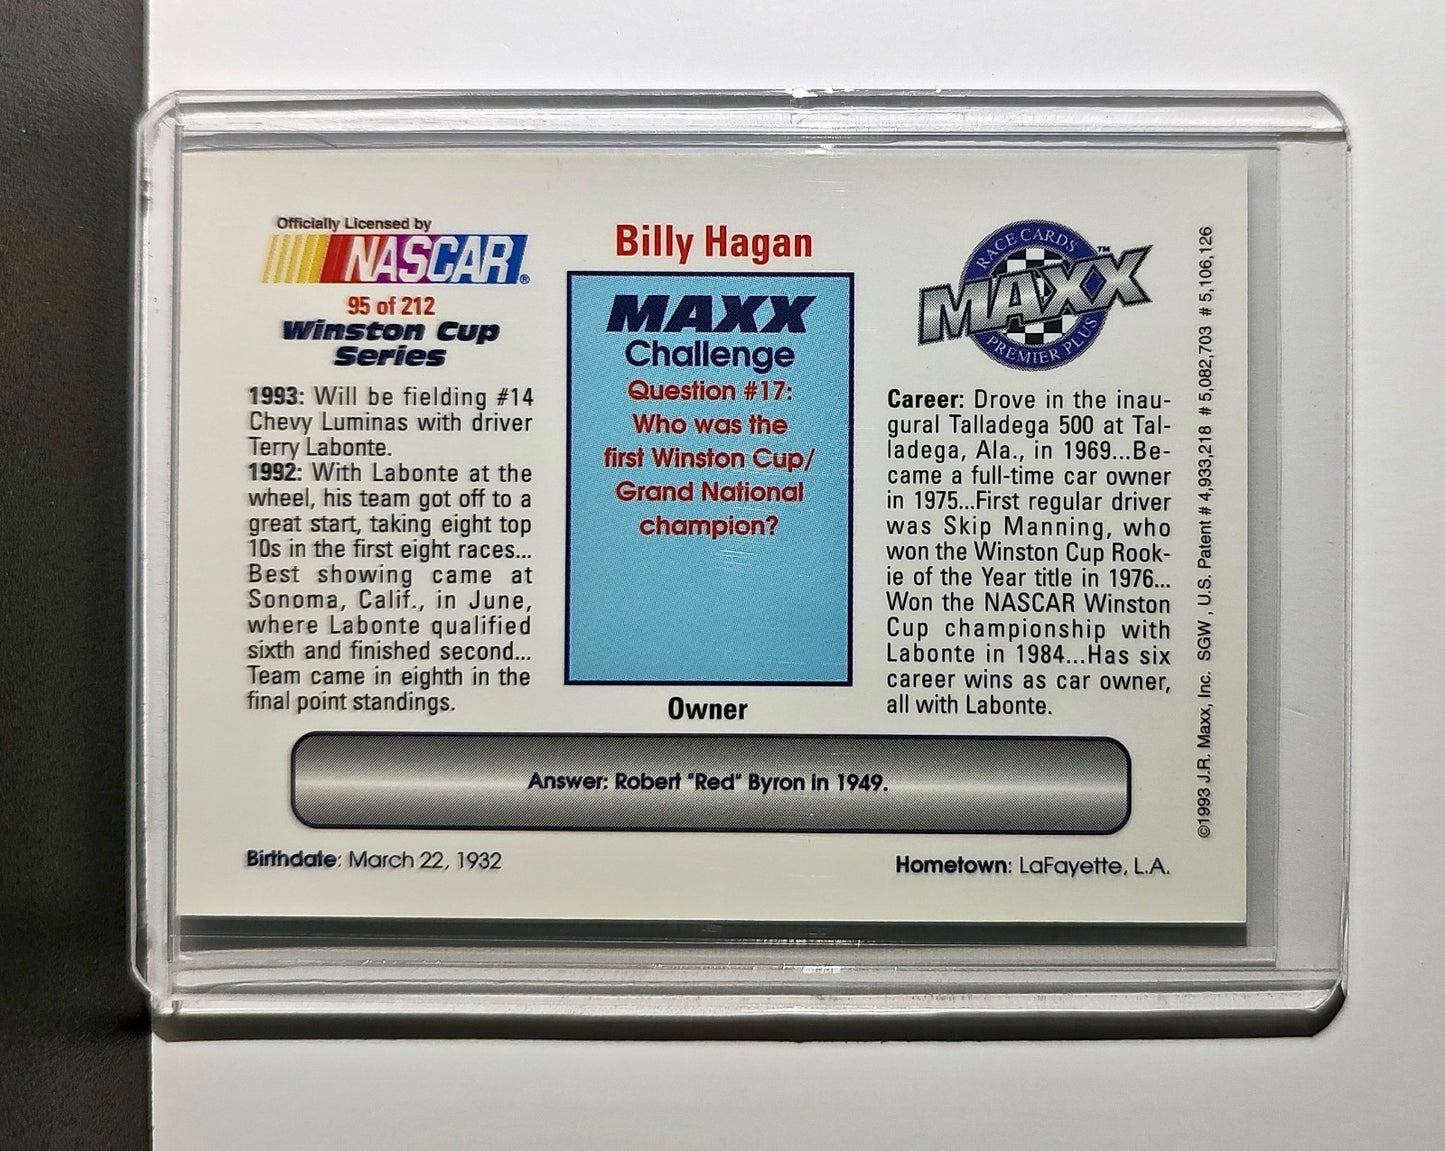 Officially Licensed by
NASCAR®
95 of 212
Winston Cup
Series
1993: Will be fielding #14
Chevy Luminas with driver
Terry Labonte.
1992: With Labonte at the
wheel, his team got off to a
great start, taking eight top
10s in the first eight races...
Best showing came at
Sonoma, Calif., in June,
where Labonte qualified
sixth and finished second...
Team came in eighth in the
final point standings.
Billy Hagan
MAXX
Challenge
Question #17:
Who was the
first Winston Cup/
Grand National
champion?
Owner
RACE CARDS
MAXX™
PREMIER PLUS
Career: Drove in the inau-
gural Talladega 500 at Tal-
ladega, Ala., in 1969...Be-
came a full-time car owner
in 1975...First regular driver
was Skip Manning, who
won the Winston Cup Rook-
ie of the Year title in 1976...
Won the NASCAR Winston
Cup championship with
Labonte in 1984...Has six
career wins as car owner,
all with Labonte.
Answer: Robert "Red" Byron in 1949.
Birthdate: March 22, 1932
Hometown: LaFayette, L.A.
©1993 J.R. Maxx, Inc. SGW, U.S. Patent # 4,933,218 # 5,082,703 # 5,106,126